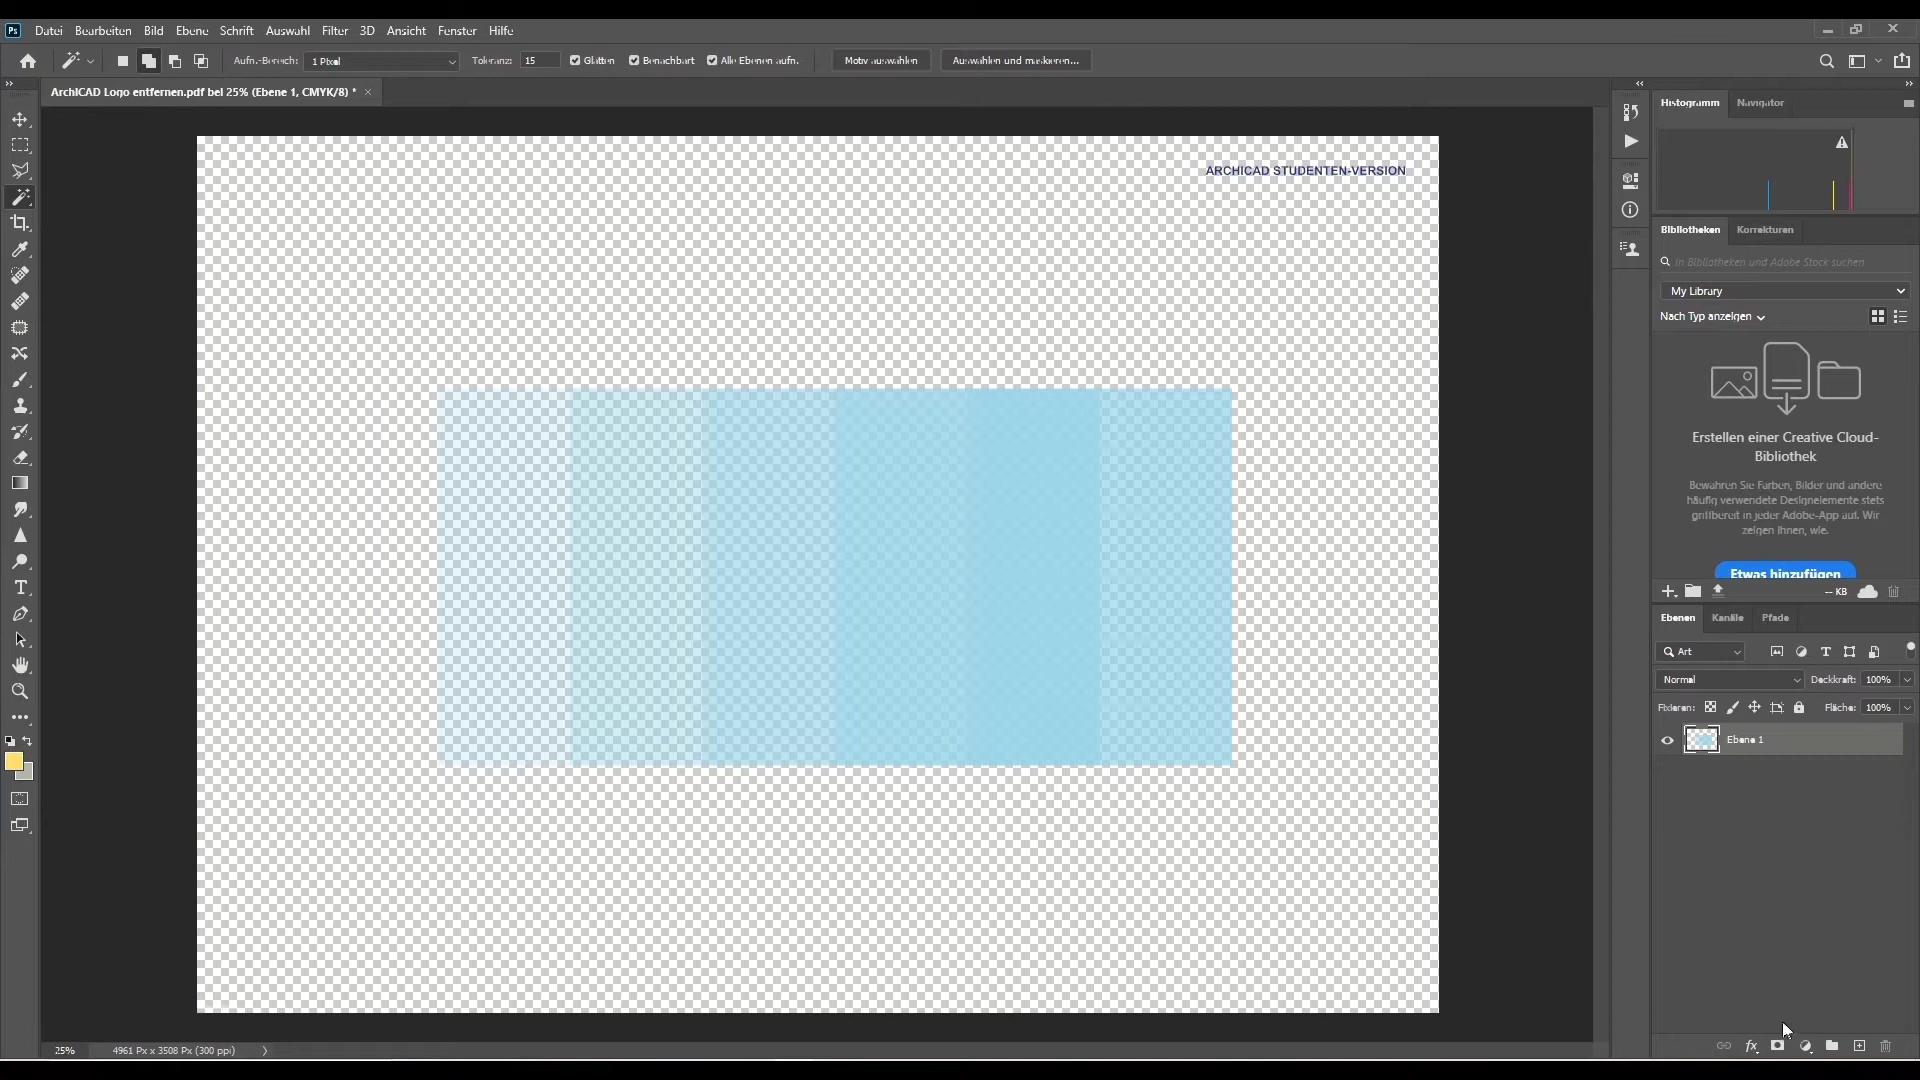 Ps Datei Bearbeiten Bild Ebene Schrift Auswahl Filter 3D Ansicht Fenster Hilfe
Aufn.-Bereich: 1 Pixel Toleranz: 15 Glätten Benachbart Alle Ebenen aufn. Motiv auswählen Auswählen und maskieren...
ArchiCAD Logo entfernen.pdf bei 25% (Ebene 1, CMYK/8) *
Histogramm Navigator
ARCHICAD STUDENTEN-VERSION
Bibliotheken Korrekturen
In Bibliotheken und Adobe Stock suchen
My Library
Nach Typ anzeigen
Erstellen einer Creative Cloud-
Bibliothek
Bewahren Sie Farben, Bilder und andere
häufig verwendete Designelemente stets
griffbereit in jeder Adobe-App auf. Wir
zeigen Ihnen, wie.
Etwas hinzufügen
-- KB
Ebenen Kanäle Pfade
Art
Normal Deckkraft: 100%
Fixieren: Fläche: 100%
Ebene 1
25% 4961 Px x 3508 Px (300 ppi)
fx